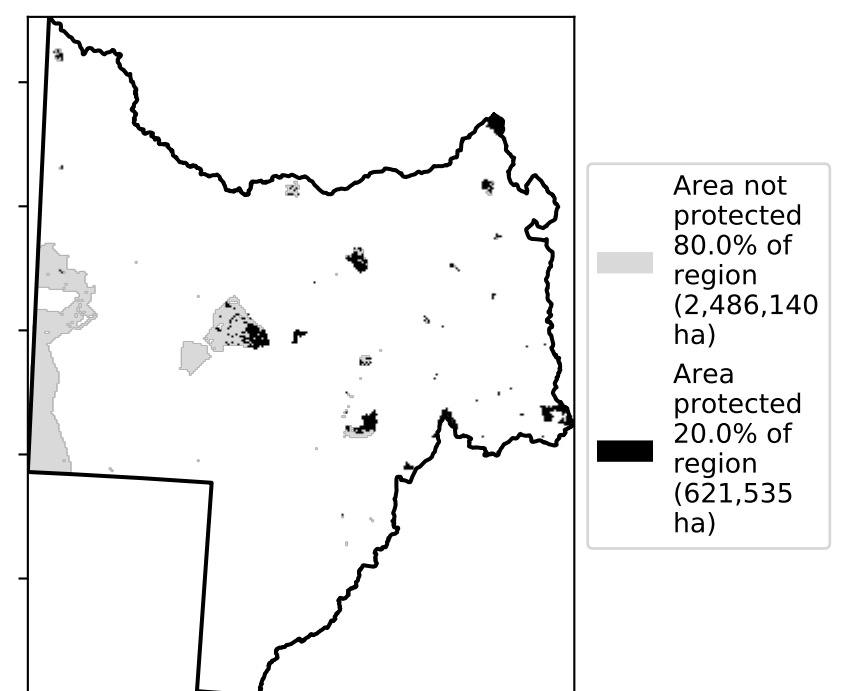 Area not
protected
80.0% of
region
(2,486,140
ha)
Area
protected
20.0% of
region
(621,535
ha)